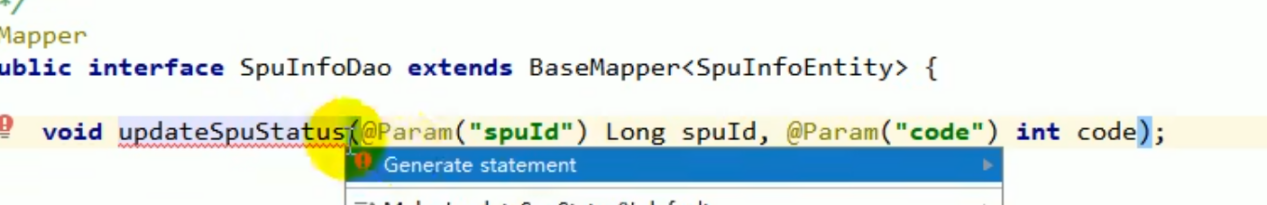 */
Mapper
ublic interface SpuInfoDao extends BaseMapper<SpuInfoEntity> {
void updateSpuStatus(@Param("spuId") Long spuId, @Param("code") int code);
Generate statement